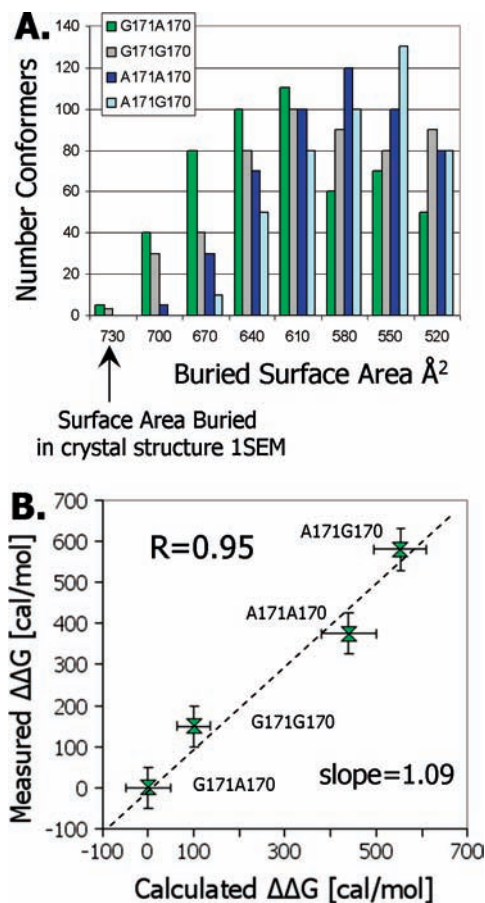 A.
G171A170
G171G170
A171A170
A171G170
140
120
100
80
60
40
20
0
Number Conformers
730 700 670 640 610 580 550 520
Buried Surface Area Å2
Surface Area Buried
in crystal structure 1SEM
B.
700
600
500
400
300
200
100
0
-100
Measured ΔΔG [cal/mol]
R=0.95
A171G170
A171A170
G171G170
G171A170
slope=1.09
-100 0 100 300 500 700
Calculated ΔΔG [cal/mol]